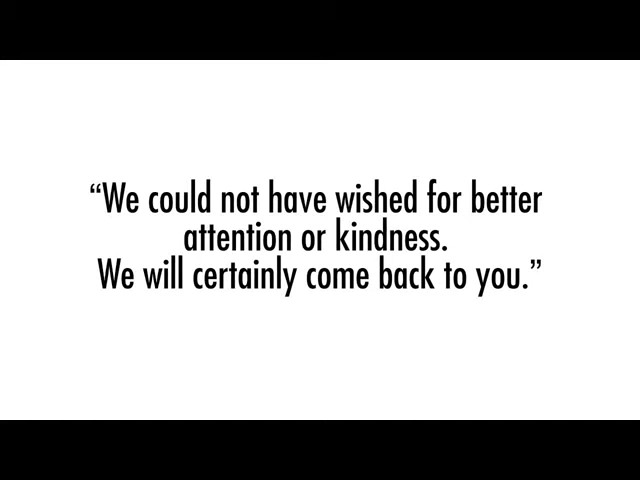 “We could not have wished for better
attention or kindness.
We will certainly come back to you.”